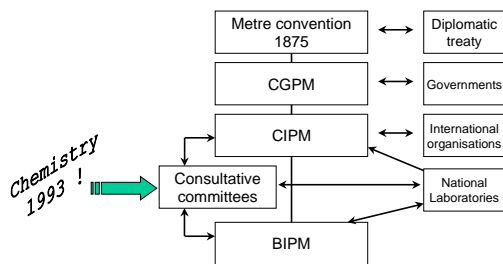 Metre convention
1875
Diplomatic
treaty
CGPM
Governments
CIPM
International
organisations
Chemistry
1993 !
Consultative
committees
National
Laboratories
BIPM